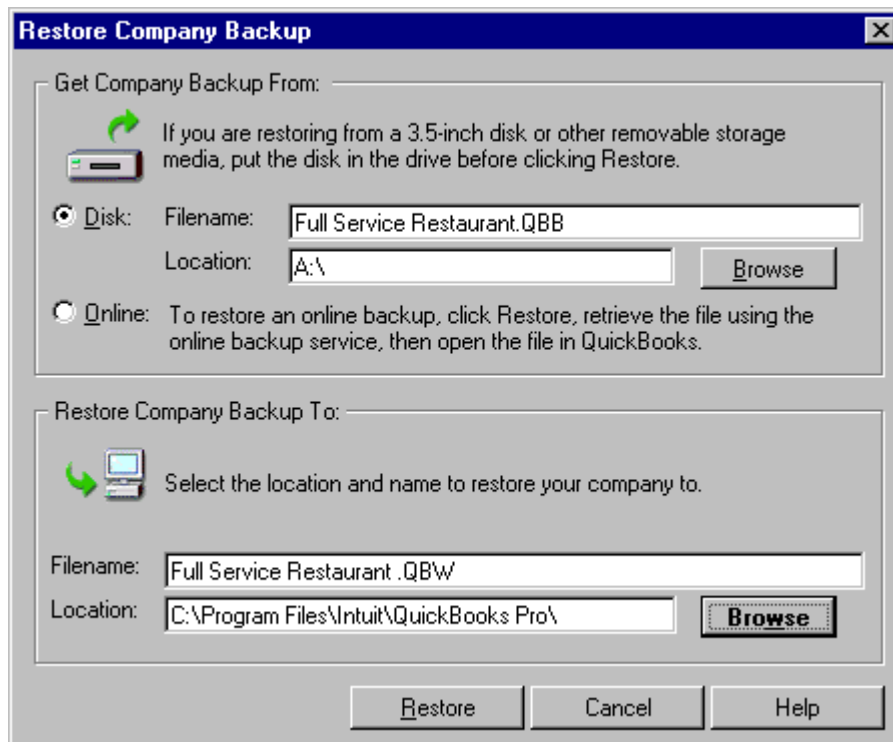 Restore Company Backup
Get Company Backup From:
If you are restoring from a 3.5-inch disk or other removable storage
media, put the disk in the drive before clicking Restore.
Disk: Filename: Full Service Restaurant.QBB
Location: A:\ Browse
Online: To restore an online backup, click Restore, retrieve the file using the
online backup service, then open the file in QuickBooks.
Restore Company Backup To:
Select the location and name to restore your company to.
Filename: Full Service Restaurant .QBW
Location: C:\Program Files\Intuit\QuickBooks Pro\ Browse
Restore Cancel Help